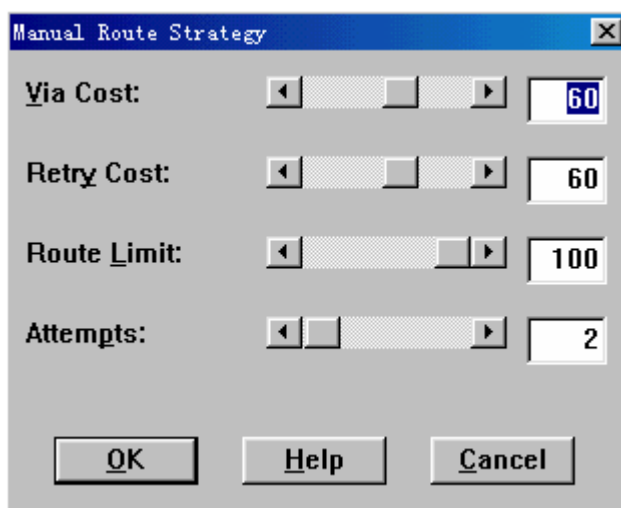 Manual Route Strategy
Via Cost: 60
Retry Cost: 60
Route Limit: 100
Attempts: 2
OK Help Cancel